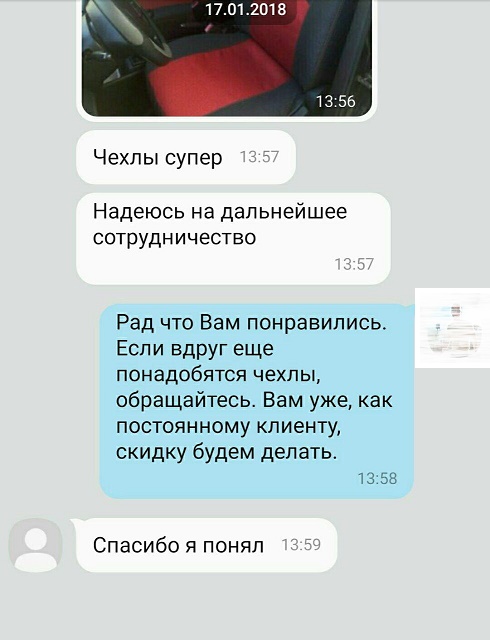 17.01.2018
13:56
Чехлы супер 13:57
Надеюсь на дальнейшее
сотрудничество
13:57
Рад что Вам понравились.
Если вдруг еще
понадобятся чехлы,
обращайтесь. Вам уже, как
постоянному клиенту,
скидку будем делать.
13:58
Спасибо я понял 13:59